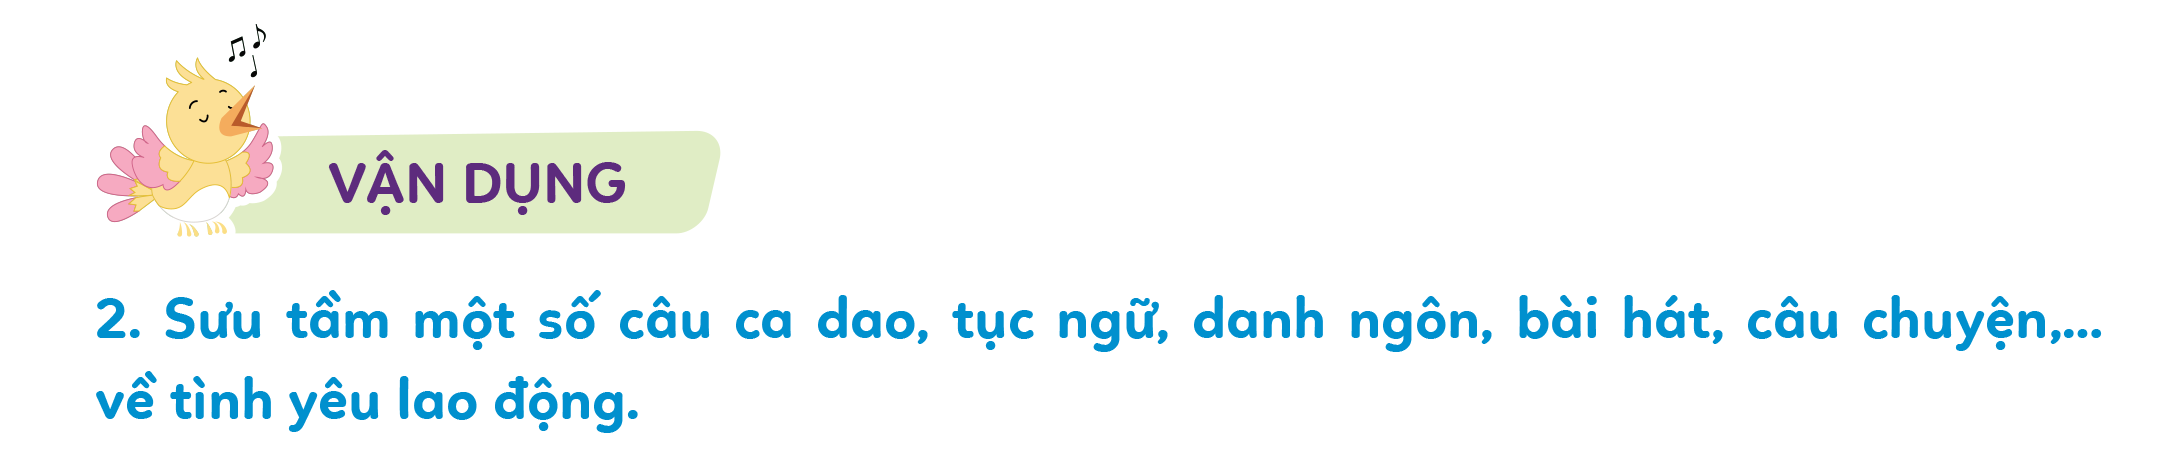 VẬN DỤNG
2. Sưu tầm một số câu ca dao, tục ngữ, danh ngôn, bài hát, câu chuyện,...
về tình yêu lao động.